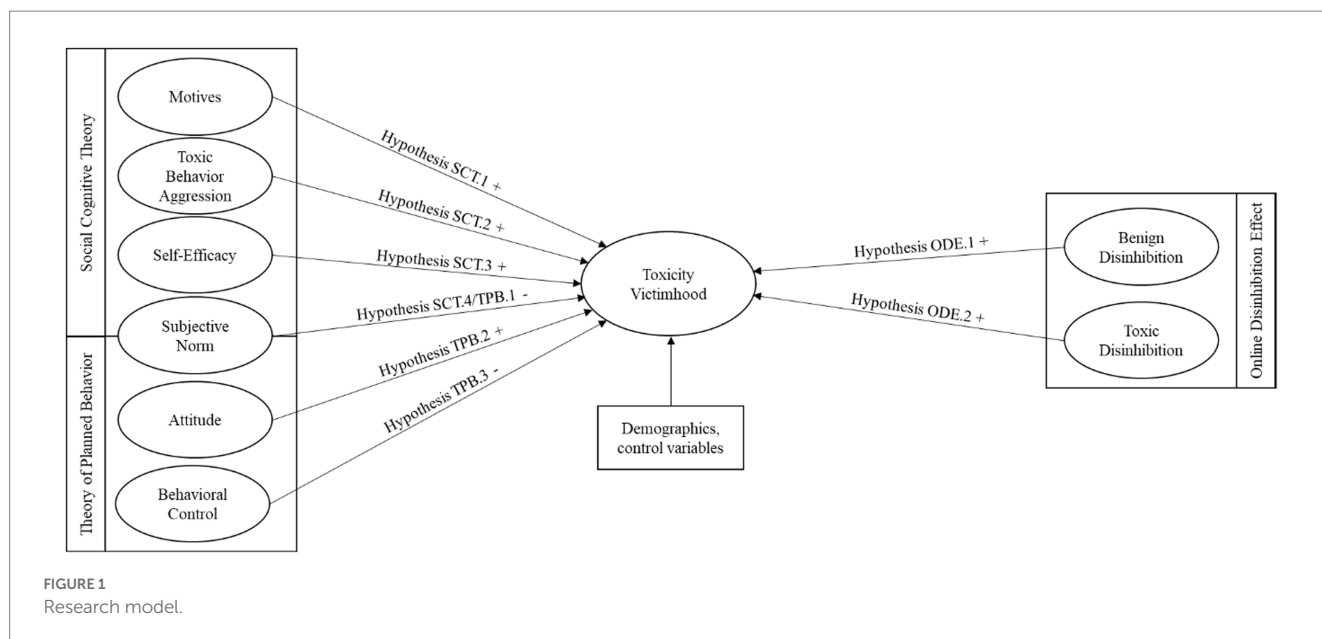 Social Cognitive Theory
Theory of Planned Behavior
Motives
Toxic
Behavior
Aggression
Self-Efficacy
Subjective
Norm
Attitude
Behavioral
Control
Hypothesis SCT.1 +
Hypothesis SCT.2 +
Hypothesis SCT.3 +
Hypothesis SCT.4/TPB.1 -
Hypothesis TPB.2 +
Hypothesis TPB.3 -
Toxicity
Victimhood
Demographics,
control variables
Hypothesis ODE.1 +
Hypothesis ODE.2 +
Benign
Disinhibition
Toxic
Disinhibition
Online Disinhibition Effect
FIGURE 1
Research model.